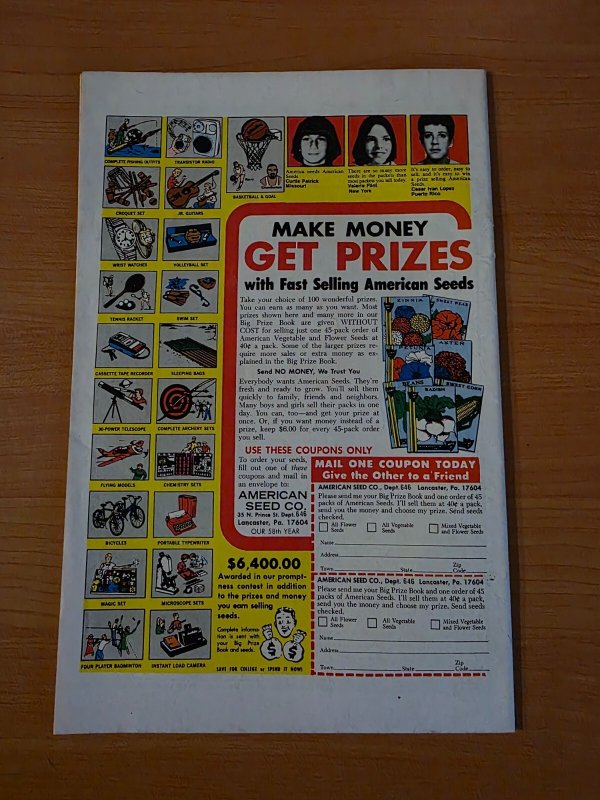 COMPLETE FISHING OUTFITS
TRANSISTOR RADIO
BASKETBALL & GOAL
CROQUET SET
JR. GUITARS
WRIST WATCHES
VOLLEYBALL SET
TENNIS RACKET
SWIM SET
CASSETTE TAPE RECORDER
SLEEPING BAGS
30-POWER TELESCOPE
COMPLETE ARCHERY SETS
FLYING MODELS
CHEMISTRY SETS
BICYCLES
PORTABLE TYPEWRITER
MAGIC SET
MICROSCOPE SETS
FOUR PLAYER BADMINTON
INSTANT LOAD CAMERA
America needs American
Seeds
Curtis Patrick
Missouri
There are so many more
seeds in the packets than
most packets you sell today.
Valerie Pilat
New York
It's easy to order, easy to
sell, and it's easy to win
a prize selling American
Seeds.
Cesar Ivan Lopez
Puerto Rico
MAKE MONEY
GET PRIZES
with Fast Selling American Seeds
Take your choice of 100 wonderful prizes.
You can earn as many as you want. Most
prizes shown here and many more in our
Big Prize Book are given WITHOUT
COST for selling just one 45-pack order of
American Vegetable and Flower Seeds at
40¢ a pack. Some of the larger prizes re-
quire more sales or extra money as ex-
plained in the Big Prize Book.
Send NO MONEY, We Trust You
Everybody wants American Seeds. They're
fresh and ready to grow. You'll sell them
quickly to family, friends and neighbors.
Many boys and girls sell their packs in one
day. You can, too—and get your prize at
once. Or, if you want money instead of a
prize, keep $6.00 for every 45-pack order
you sell.
ZINNIA
SWEET PEAS
PETUNIA
ASTER
BEANS
RADISH
SWEET CORN
USE THESE COUPONS ONLY
To order your seeds,
fill out one of these
coupons and mail in
an envelope to:
AMERICAN
SEED CO.
35 N. Prince St. Dept. 646
Lancaster, Pa. 17604
OUR 58th YEAR
MAIL ONE COUPON TODAY
Give the Other to a Friend
AMERICAN SEED CO., Dept. 646 Lancaster, Pa. 17604
Please send me your Big Prize Book and one order of 45
packs of American Seeds. I'll sell them at 40¢ a pack,
send you the money and choose my prize. Send seeds
checked.
All Flower
Seeds
All Vegetable
Seeds
Mixed Vegetable
and Flower Seeds
Name
Address
Town State Zip Code
AMERICAN SEED CO., Dept. 646 Lancaster, Pa. 17604
Please send me your Big Prize Book and one order of 45
packs of American Seeds. I'll sell them at 40¢ a pack,
send you the money and choose my prize. Send seeds
checked.
All Flower
Seeds
All Vegetable
Seeds
Mixed Vegetable
and Flower Seeds
Name
Address
Town State Zip Code
$6,400.00
Awarded in our prompt-
ness contest in addition
to the prizes and money
you earn selling
seeds.
Complete informa-
tion is sent with
your Big Prize
Book and seeds.
$
$
SAVE FOR COLLEGE or SPEND IT NOW!